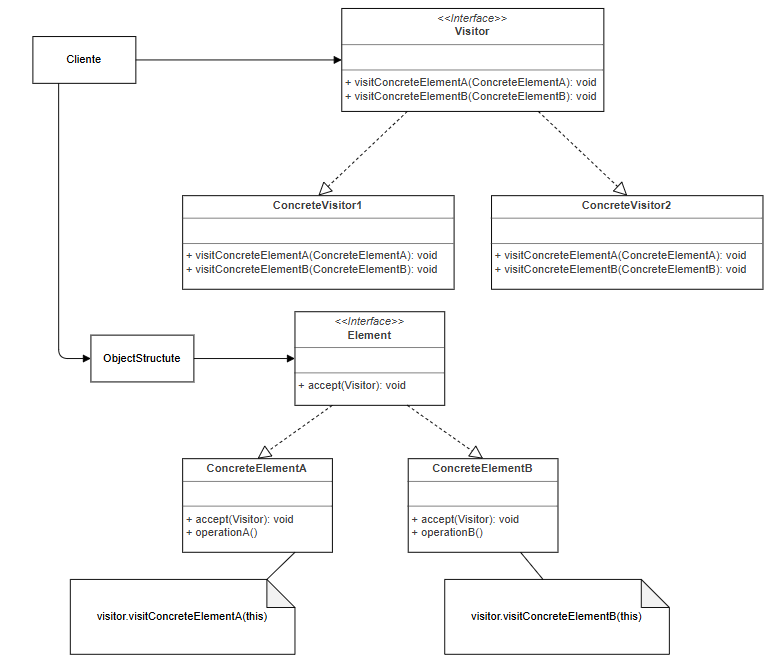 <<Interface>>
Visitor
Cliente
+ visitConcreteElementA(ConcreteElementA): void
+ visitConcreteElementB(ConcreteElementB): void
ConcreteVisitor1
+ visitConcreteElementA(ConcreteElementA): void
+ visitConcreteElementB(ConcreteElementB): void
ConcreteVisitor2
+ visitConcreteElementA(ConcreteElementA): void
+ visitConcreteElementB(ConcreteElementB): void
<<Interface>>
Element
ObjectStructute
+ accept(Visitor): void
ConcreteElementA
+ accept(Visitor): void
+ operationA()
ConcreteElementB
+ accept(Visitor): void
+ operationB()
visitor.visitConcreteElementA(this)
visitor.visitConcreteElementB(this)